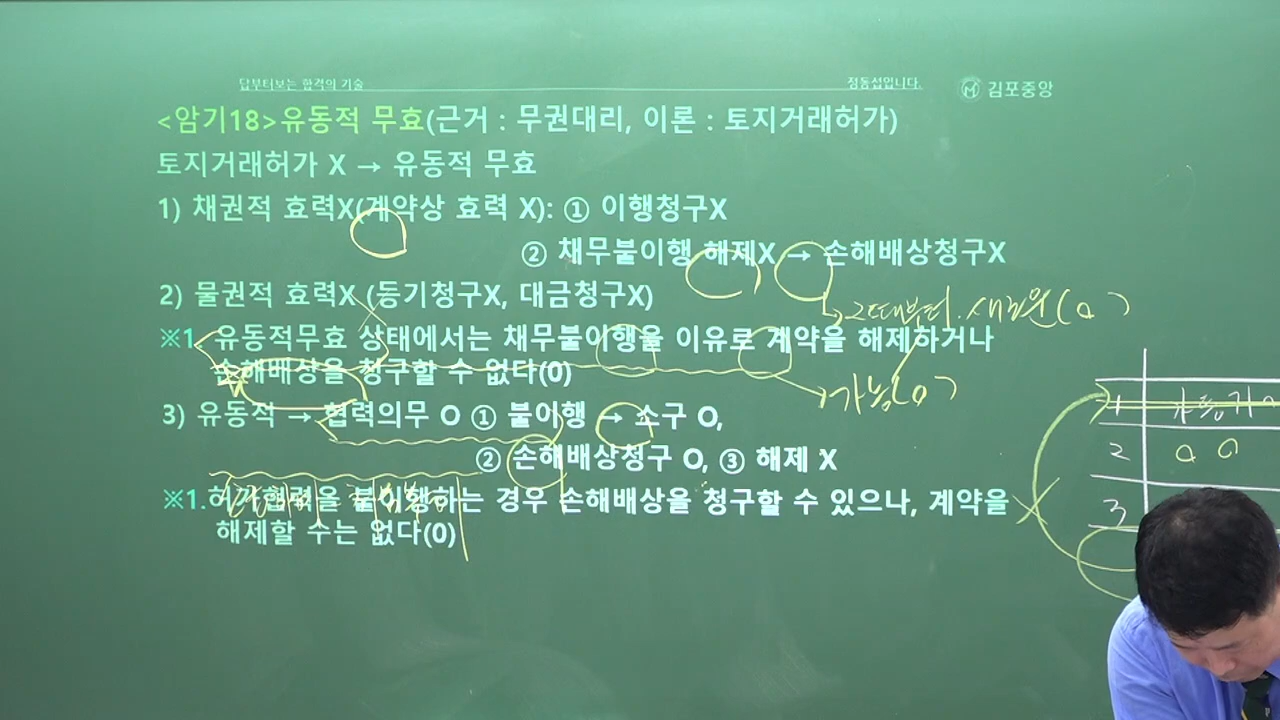 답부터보는 합격의 기술
정동섭입니다.
김포중앙
<암기18>유동적 무효(근거 : 무권대리, 이론 : 토지거래허가)
토지거래허가 X → 유동적 무효
1) 채권적 효력X(계약상 효력 X): ① 이행청구X
② 채무불이행 해제X → 손해배상청구X
2) 물권적 효력X (등기청구X, 대금청구X)
※1. 유동적무효 상태에서는 채무불이행을 이유로 계약을 해제하거나
손해배상을 청구할 수 없다(0)
가능(0)
3) 유동적 → 협력의무 O ① 불이행 → 소구 O,
② 손해배상청구 O, ③ 해제 X
※1.허가협력을 불이행하는 경우 손해배상을 청구할 수 있으나, 계약을
해제할 수는 없다(0)
1
2 0 0
3